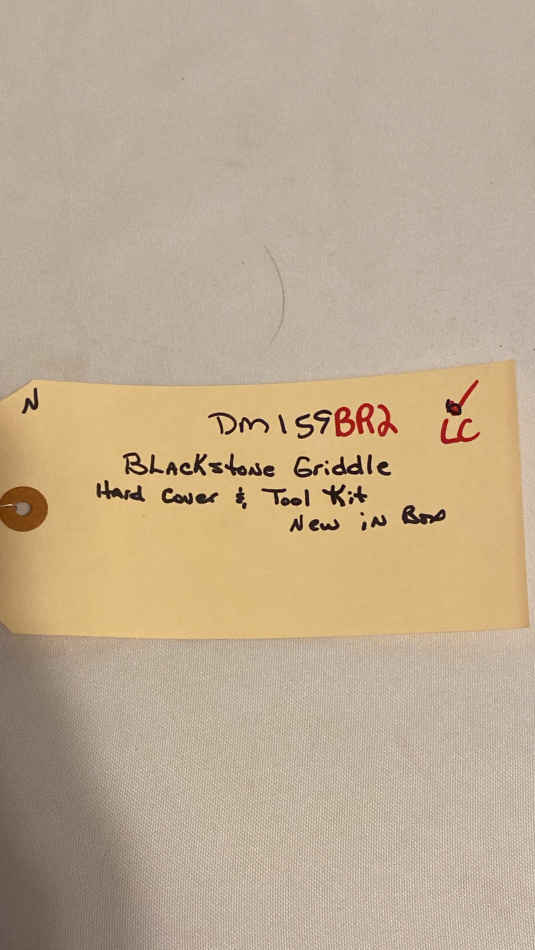 N
DM159BR2
LC
Blackstone Griddle
Hard Cover & Tool Kit
New in Box